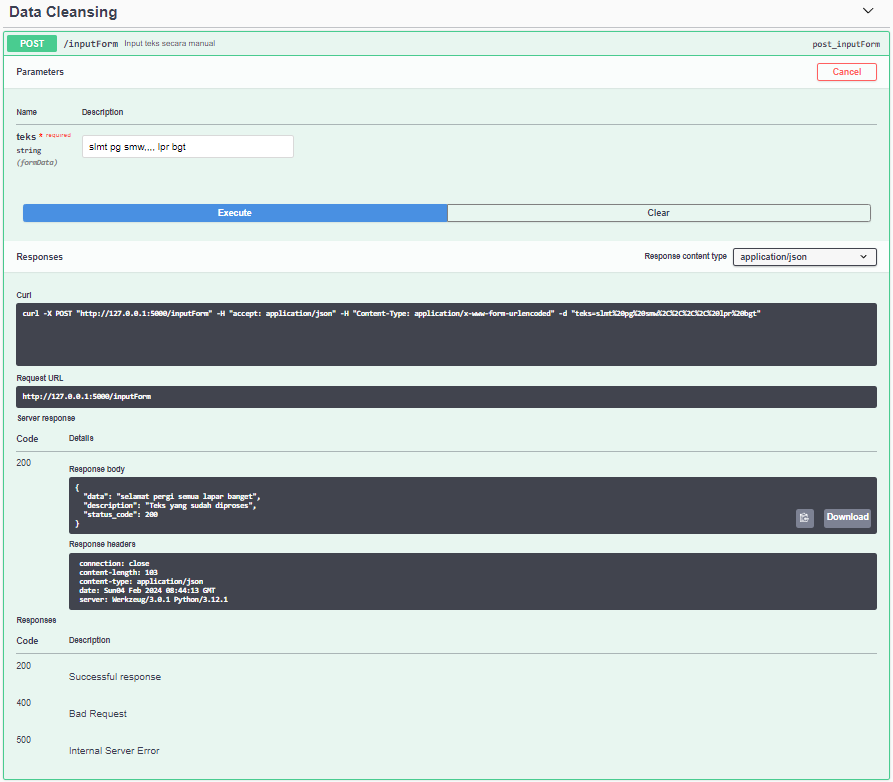 Data Cleansing
POST /inputForm Input teks secara manual post_inputForm
Parameters Cancel
Name Description
teks * required
string
(formData)
slmt pg smw,,,, lpr bgt
Execute Clear
Responses Response content type application/json
Curl
curl -X POST "http://127.0.0.1:5000/inputForm" -H "accept: application/json" -H "Content-Type: application/x-www-form-urlencoded" -d "teks=slmt%20pg%20smw%2C%2C%2C%2C%20lpr%20bgt"
Request URL
http://127.0.0.1:5000/inputForm
Server response
Code Details
200
Response body
{
"data": "selamat pergi semua lapar banget",
"description": "Teks yang sudah diproses",
"status_code": 200
}
Download
Response headers
connection: close
content-length: 103
content-type: application/json
date: Sun04 Feb 2024 08:44:13 GMT
server: Werkzeug/3.0.1 Python/3.12.1
Responses
Code Description
200
Successful response
400
Bad Request
500
Internal Server Error